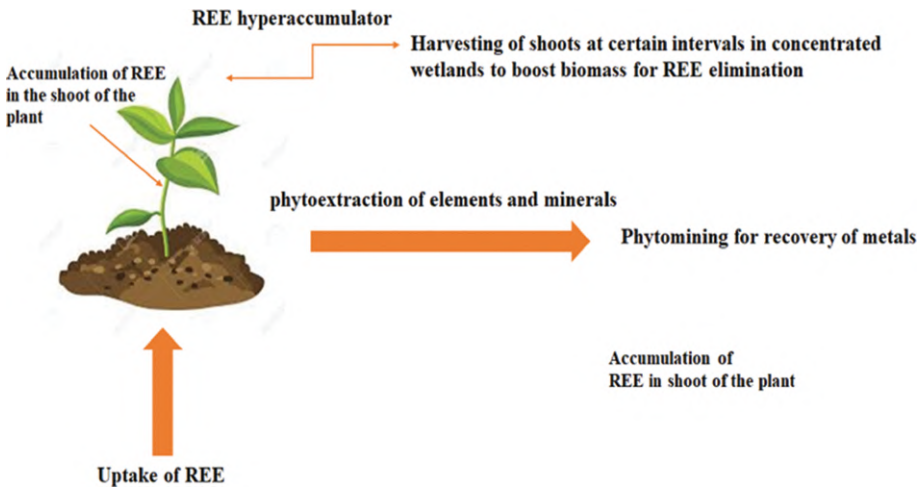 REE hyperaccumulator
Harvesting of shoots at certain intervals in concentrated
wetlands to boost biomass for REE elimination
Accumulation of REE
in the shoot of the
plant
phytoextraction of elements and minerals
Phytomining for recovery of metals
Accumulation of
REE in shoot of the plant
Uptake of REE